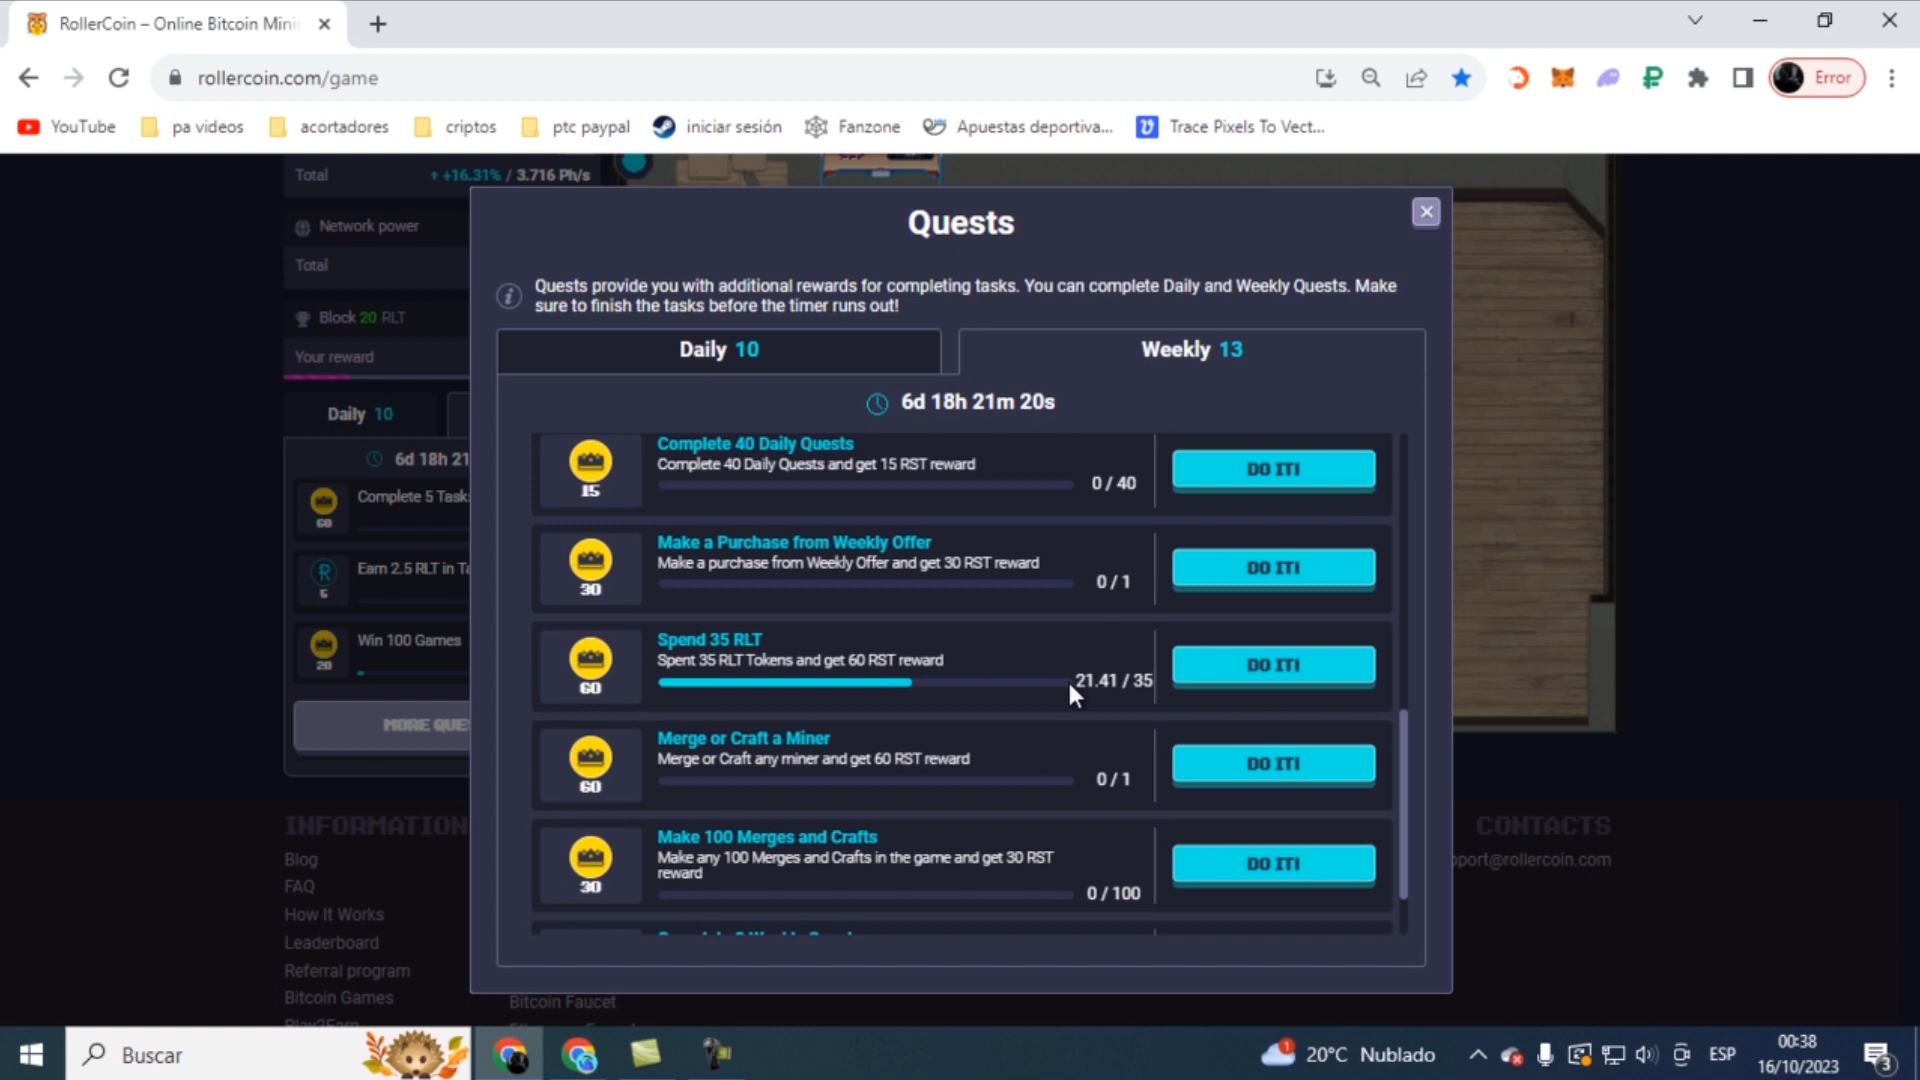 RollerCoin – Online Bitcoin Mini
rollercoin.com/game
Error
YouTube
pa videos
acortadores
criptos
ptc paypal
iniciar sesión
Fanzone
Apuestas deportiva...
Trace Pixels To Vect...
Total
+16.31% / 3.716 Ph/s
Network power
Total
Block 20 RLT
Your reward
Daily 10
6d 18h 21
Complete 5 Task
60
Earn 2.5 RLT in Ta
Win 100 Games
20
MORE QUE
Quests
Quests provide you with additional rewards for completing tasks. You can complete Daily and Weekly Quests. Make
sure to finish the tasks before the timer runs out!
Daily 10
Weekly 13
6d 18h 21m 20s
Complete 40 Daily Quests
Complete 40 Daily Quests and get 15 RST reward
15
0 / 40
DO IT!
Make a Purchase from Weekly Offer
Make a purchase from Weekly Offer and get 30 RST reward
30
0 / 1
DO IT!
Spend 35 RLT
Spent 35 RLT Tokens and get 60 RST reward
60
21.41 / 35
DO IT!
Merge or Craft a Miner
Merge or Craft any miner and get 60 RST reward
60
0 / 1
DO IT!
Make 100 Merges and Crafts
Make any 100 Merges and Crafts in the game and get 30 RST
reward
30
0 / 100
DO IT!
INFORMATION
Blog
FAQ
How It Works
Leaderboard
Referral program
Bitcoin Games
Play2Earn
Bitcoin Faucet
CONTACTS
pport@rollercoin.com
Buscar
1
20°C Nublado
ESP
00:38
16/10/2023
3